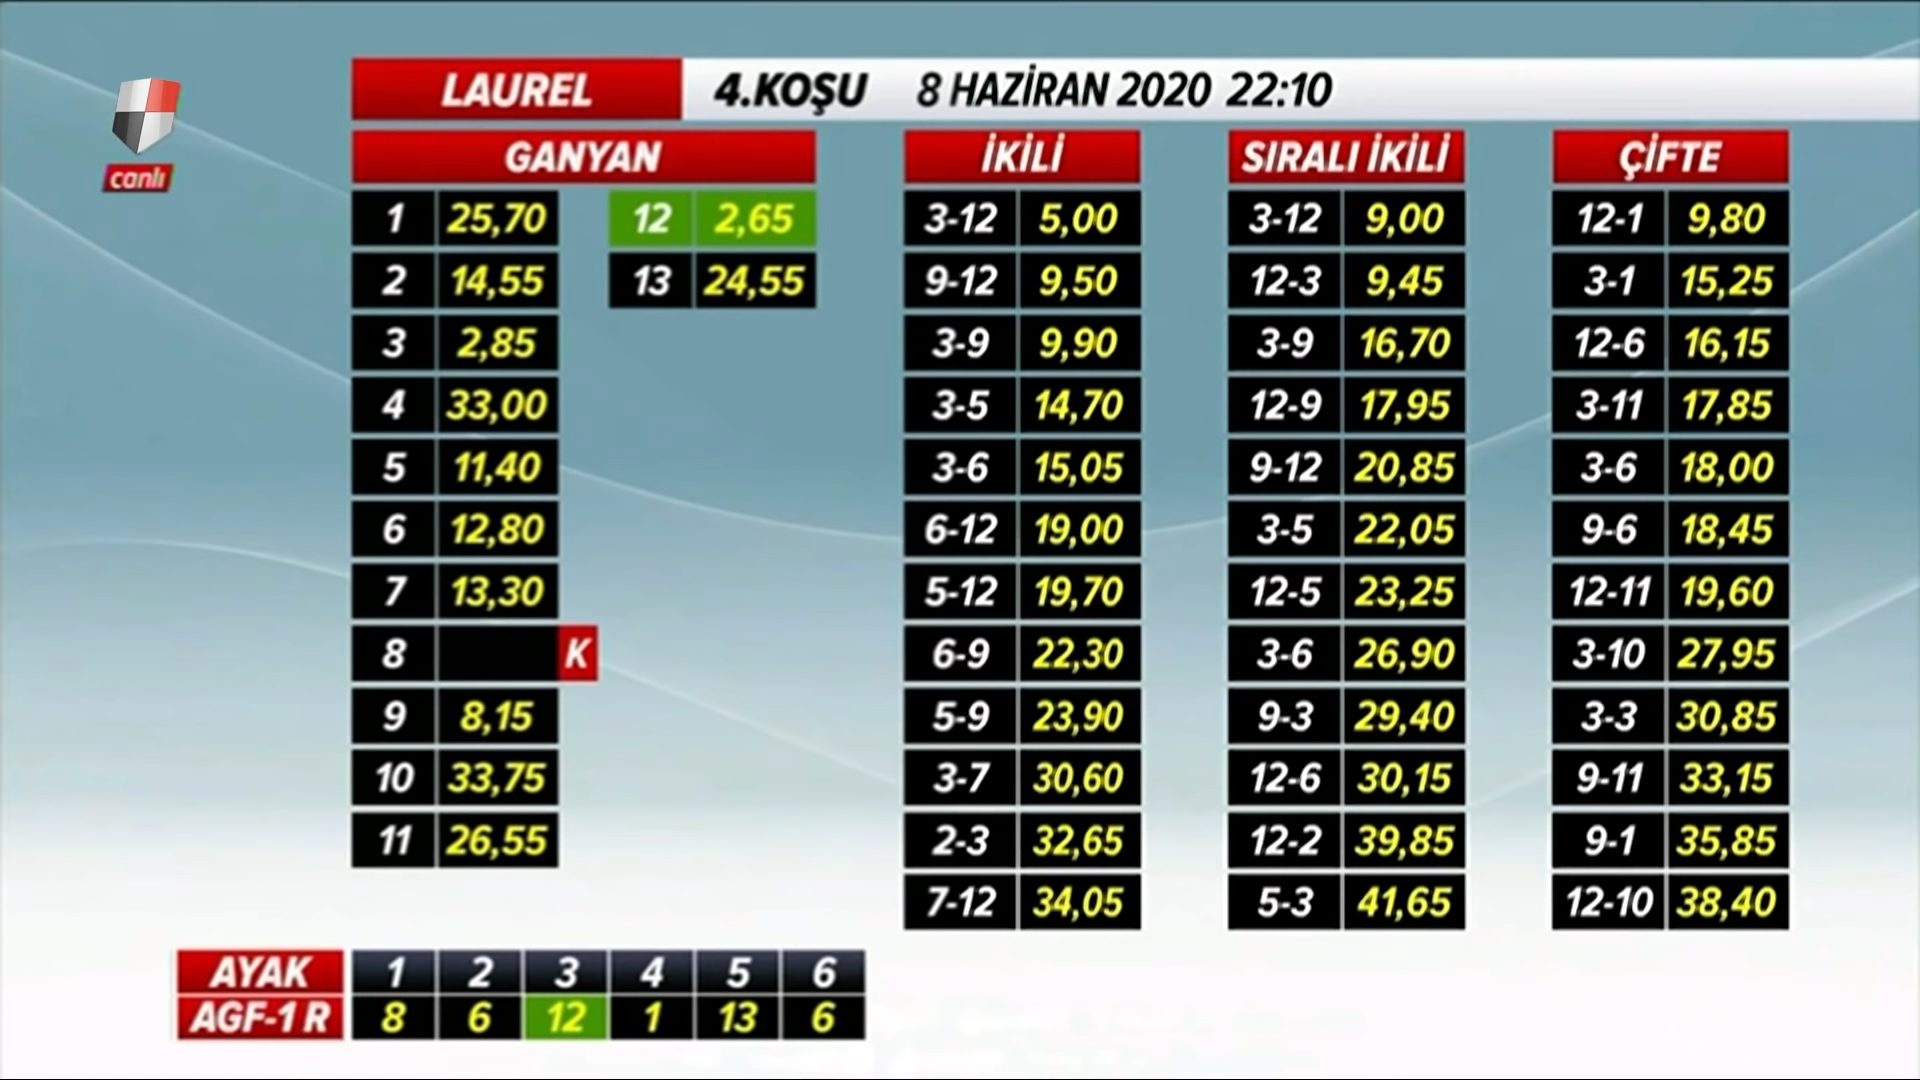 LAUREL 4.KOŞU 8 HAZİRAN 2020 22:10
canlı
GANYAN İKİLİ SIRALI İKİLİ ÇİFTE
1 25,70 12 2,65 3-12 5,00 3-12 9,00 12-1 9,80
2 14,55 13 24,55 9-12 9,50 12-3 9,45 3-1 15,25
3 2,85 3-9 9,90 3-9 16,70 12-6 16,15
4 33,00 3-5 14,70 12-9 17,95 3-11 17,85
5 11,40 3-6 15,05 9-12 20,85 3-6 18,00
6 12,80 6-12 19,00 3-5 22,05 9-6 18,45
7 13,30 5-12 19,70 12-5 23,25 12-11 19,60
8 K 6-9 22,30 3-6 26,90 3-10 27,95
9 8,15 5-9 23,90 9-3 29,40 3-3 30,85
10 33,75 3-7 30,60 12-6 30,15 9-11 33,15
11 26,55 2-3 32,65 12-2 39,85 9-1 35,85
7-12 34,05 5-3 41,65 12-10 38,40
AYAK 1 2 3 4 5 6
AGF-1 R 8 6 12 1 13 6